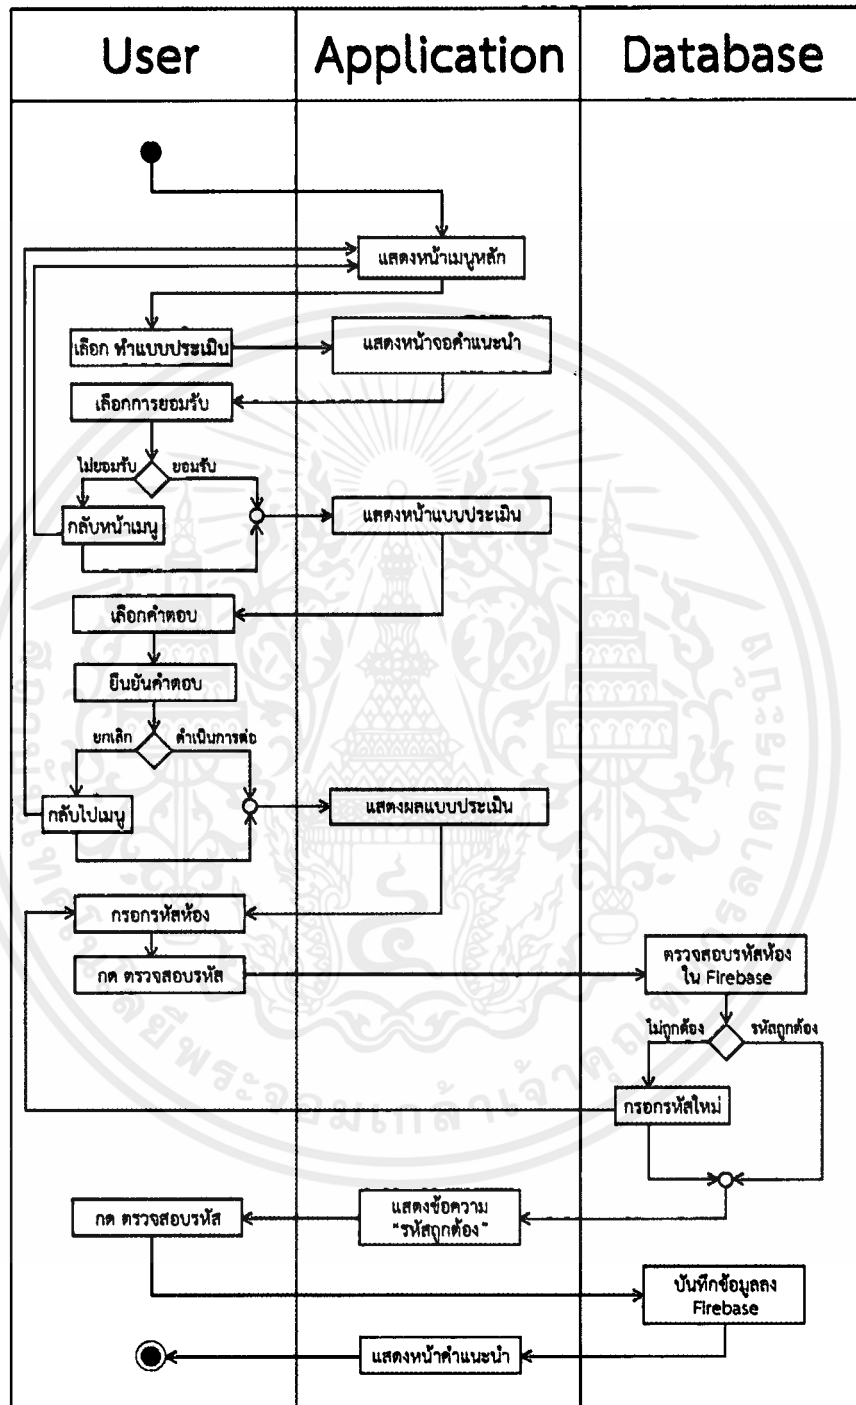 User
Application
Database
แสดงหน้าเมนูหลัก
เลือก ทำแบบประเมิน
แสดงหน้าจอคำแนะนำ
เลือกการยอมรับ
ไม่ยอมรับ
ยอมรับ
กลับหน้าเมนู
แสดงหน้าแบบประเมิน
เลือกคำตอบ
ยืนยันคำตอบ
ยกเลิก
ดำเนินการต่อ
กลับไปเมนู
แสดงผลแบบประเมิน
กรอกรหัสห้อง
กด ตรวจสอบรหัส
ตรวจสอบรหัสห้อง
ใน Firebase
ไม่ถูกต้อง
รหัสถูกต้อง
กรอกรหัสใหม่
กด ตรวจสอบรหัส
แสดงข้อความ
"รหัสถูกต้อง"
บันทึกข้อมูลลง
Firebase
แสดงหน้าคำแนะนำ